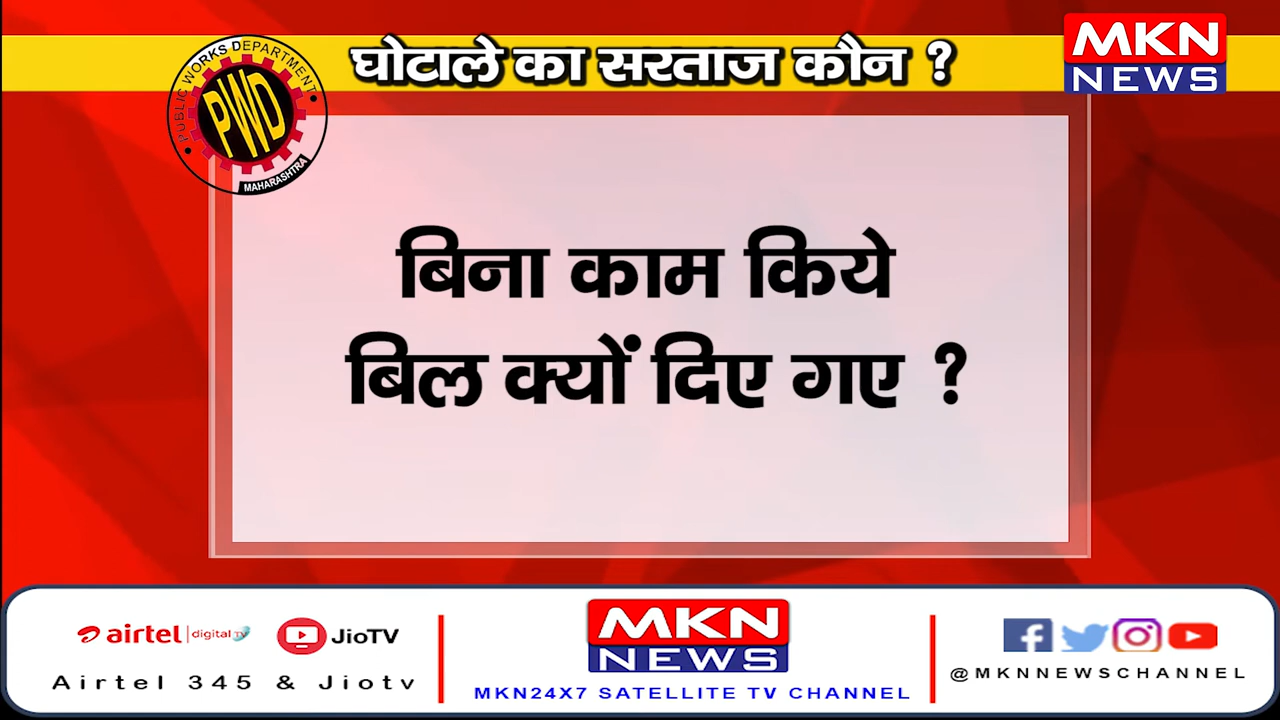 घोटाले का सरताज कौन ?
MKN
NEWS
PUBLIC WORKS DEPARTMENT
PWD
MAHARASHTRA
बिना काम किये
बिल क्यों दिए गए ?
airtel digital TV
JioTV
Airtel 345 & Jiotv
MKN
NEWS
MKN24X7 SATELLITE TV CHANNEL
@MKNNEWSCHANNEL